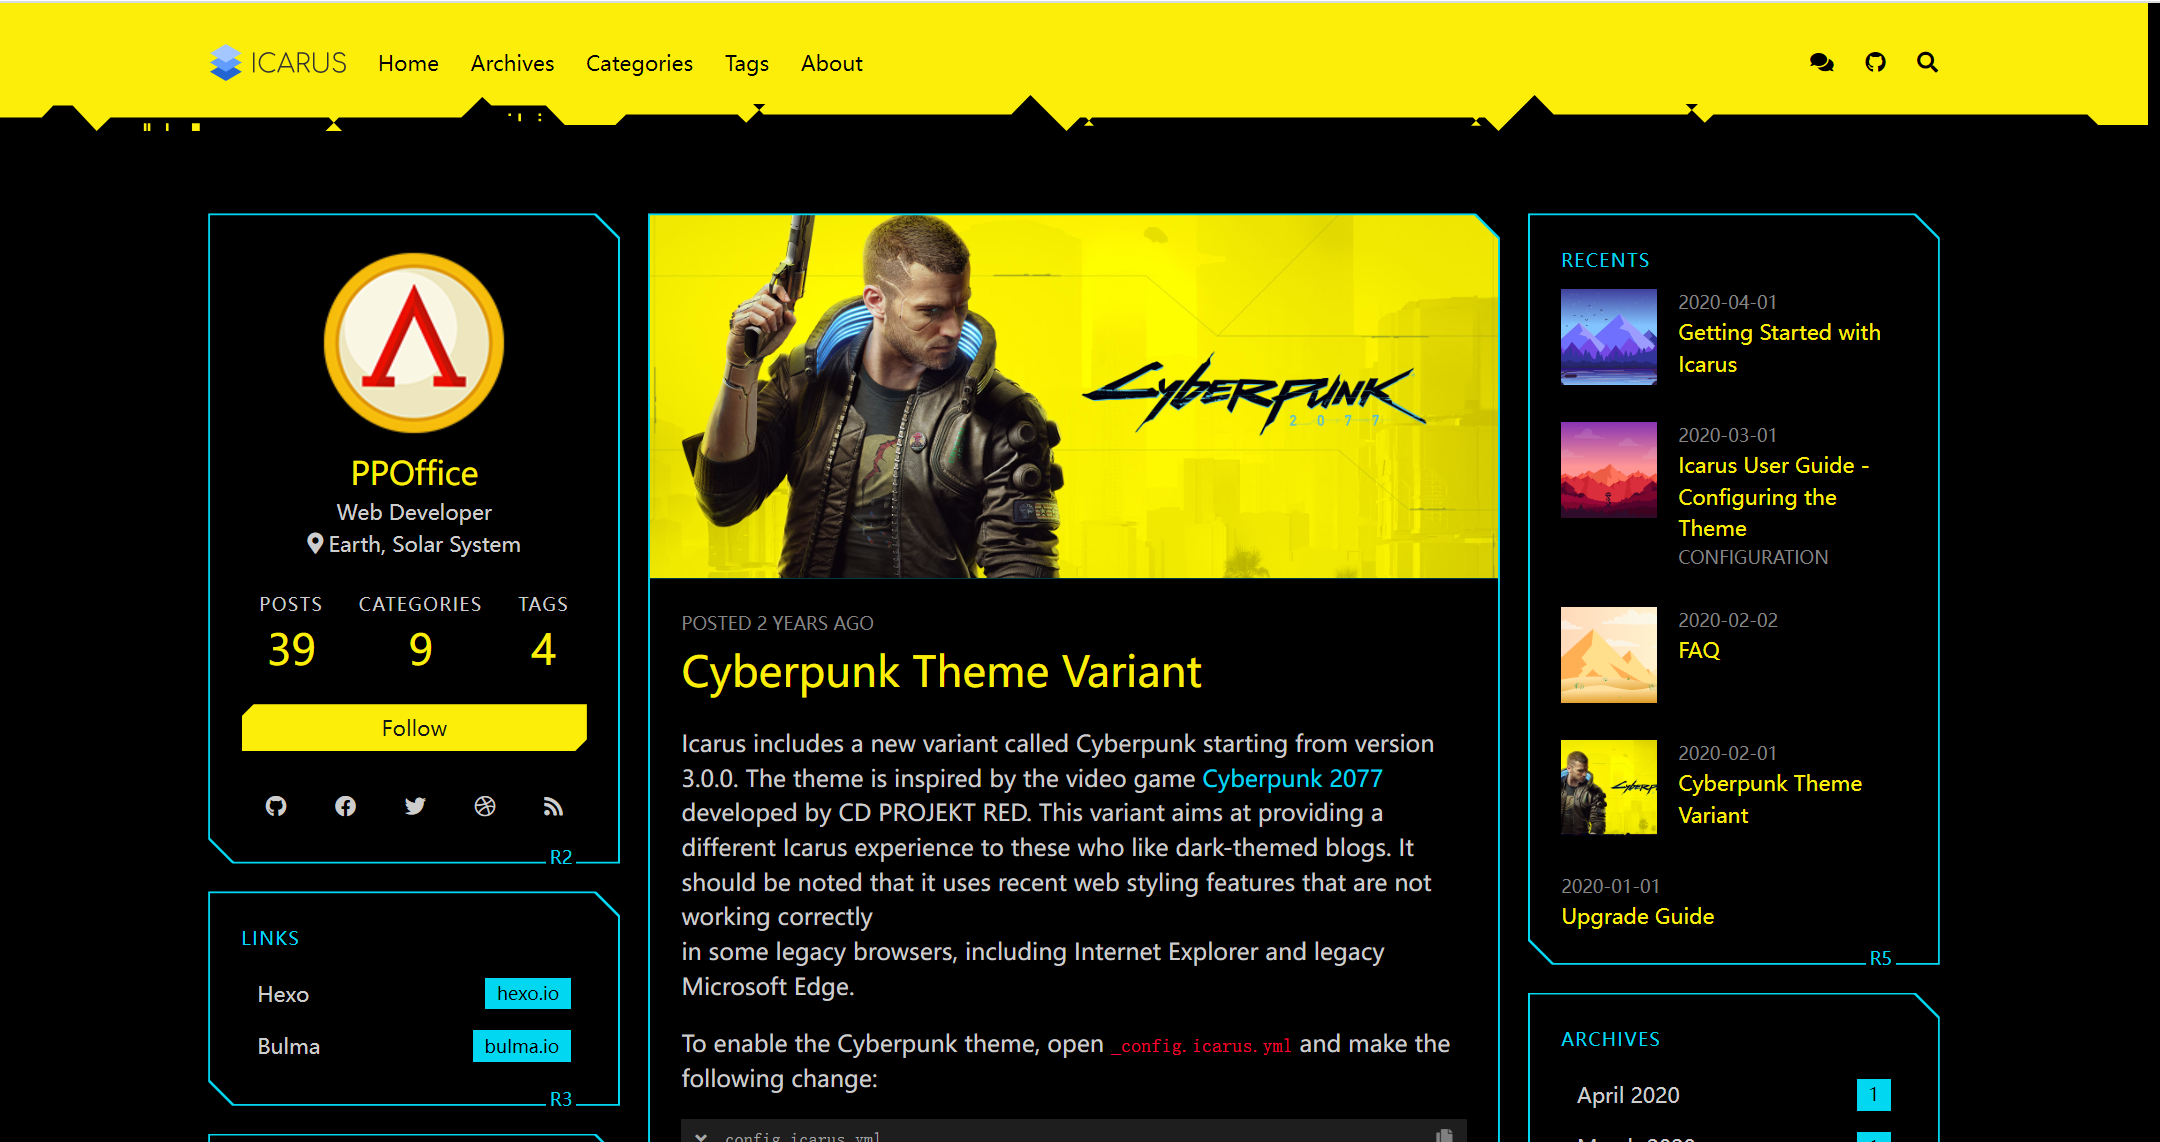 ICARUS
Home
Archives
Categories
Tags
About
PPOffice
Web Developer
Earth, Solar System
POSTS
CATEGORIES
TAGS
39
9
4
Follow
R2
LINKS
Hexo
hexo.io
Bulma
bulma.io
R3
CYBERPUNK
2077
POSTED 2 YEARS AGO
Cyberpunk Theme Variant
Icarus includes a new variant called Cyberpunk starting from version
3.0.0. The theme is inspired by the video game Cyberpunk 2077
developed by CD PROJEKT RED. This variant aims at providing a
different Icarus experience to these who like dark-themed blogs. It
should be noted that it uses recent web styling features that are not
working correctly
in some legacy browsers, including Internet Explorer and legacy
Microsoft Edge.
To enable the Cyberpunk theme, open _config.icarus.yml and make the
following change:
_config.icarus.yml
RECENTS
2020-04-01
Getting Started with
Icarus
2020-03-01
Icarus User Guide -
Configuring the
Theme
CONFIGURATION
2020-02-02
FAQ
2020-02-01
Cyberpunk Theme
Variant
2020-01-01
Upgrade Guide
R5
ARCHIVES
April 2020
1
March 2020